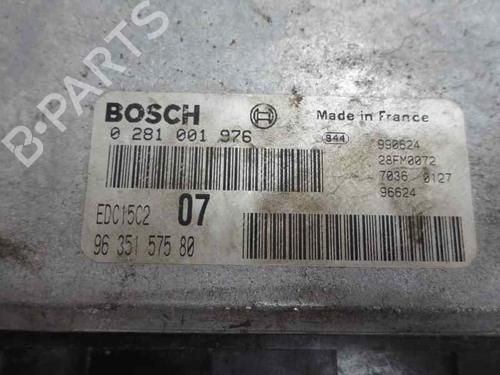 BOSCH
Made in France
0 281 001 976
944
990624
28FM0072
7036 0127
96624
EDC15C2 07
96 351 575 80
B-PARTS